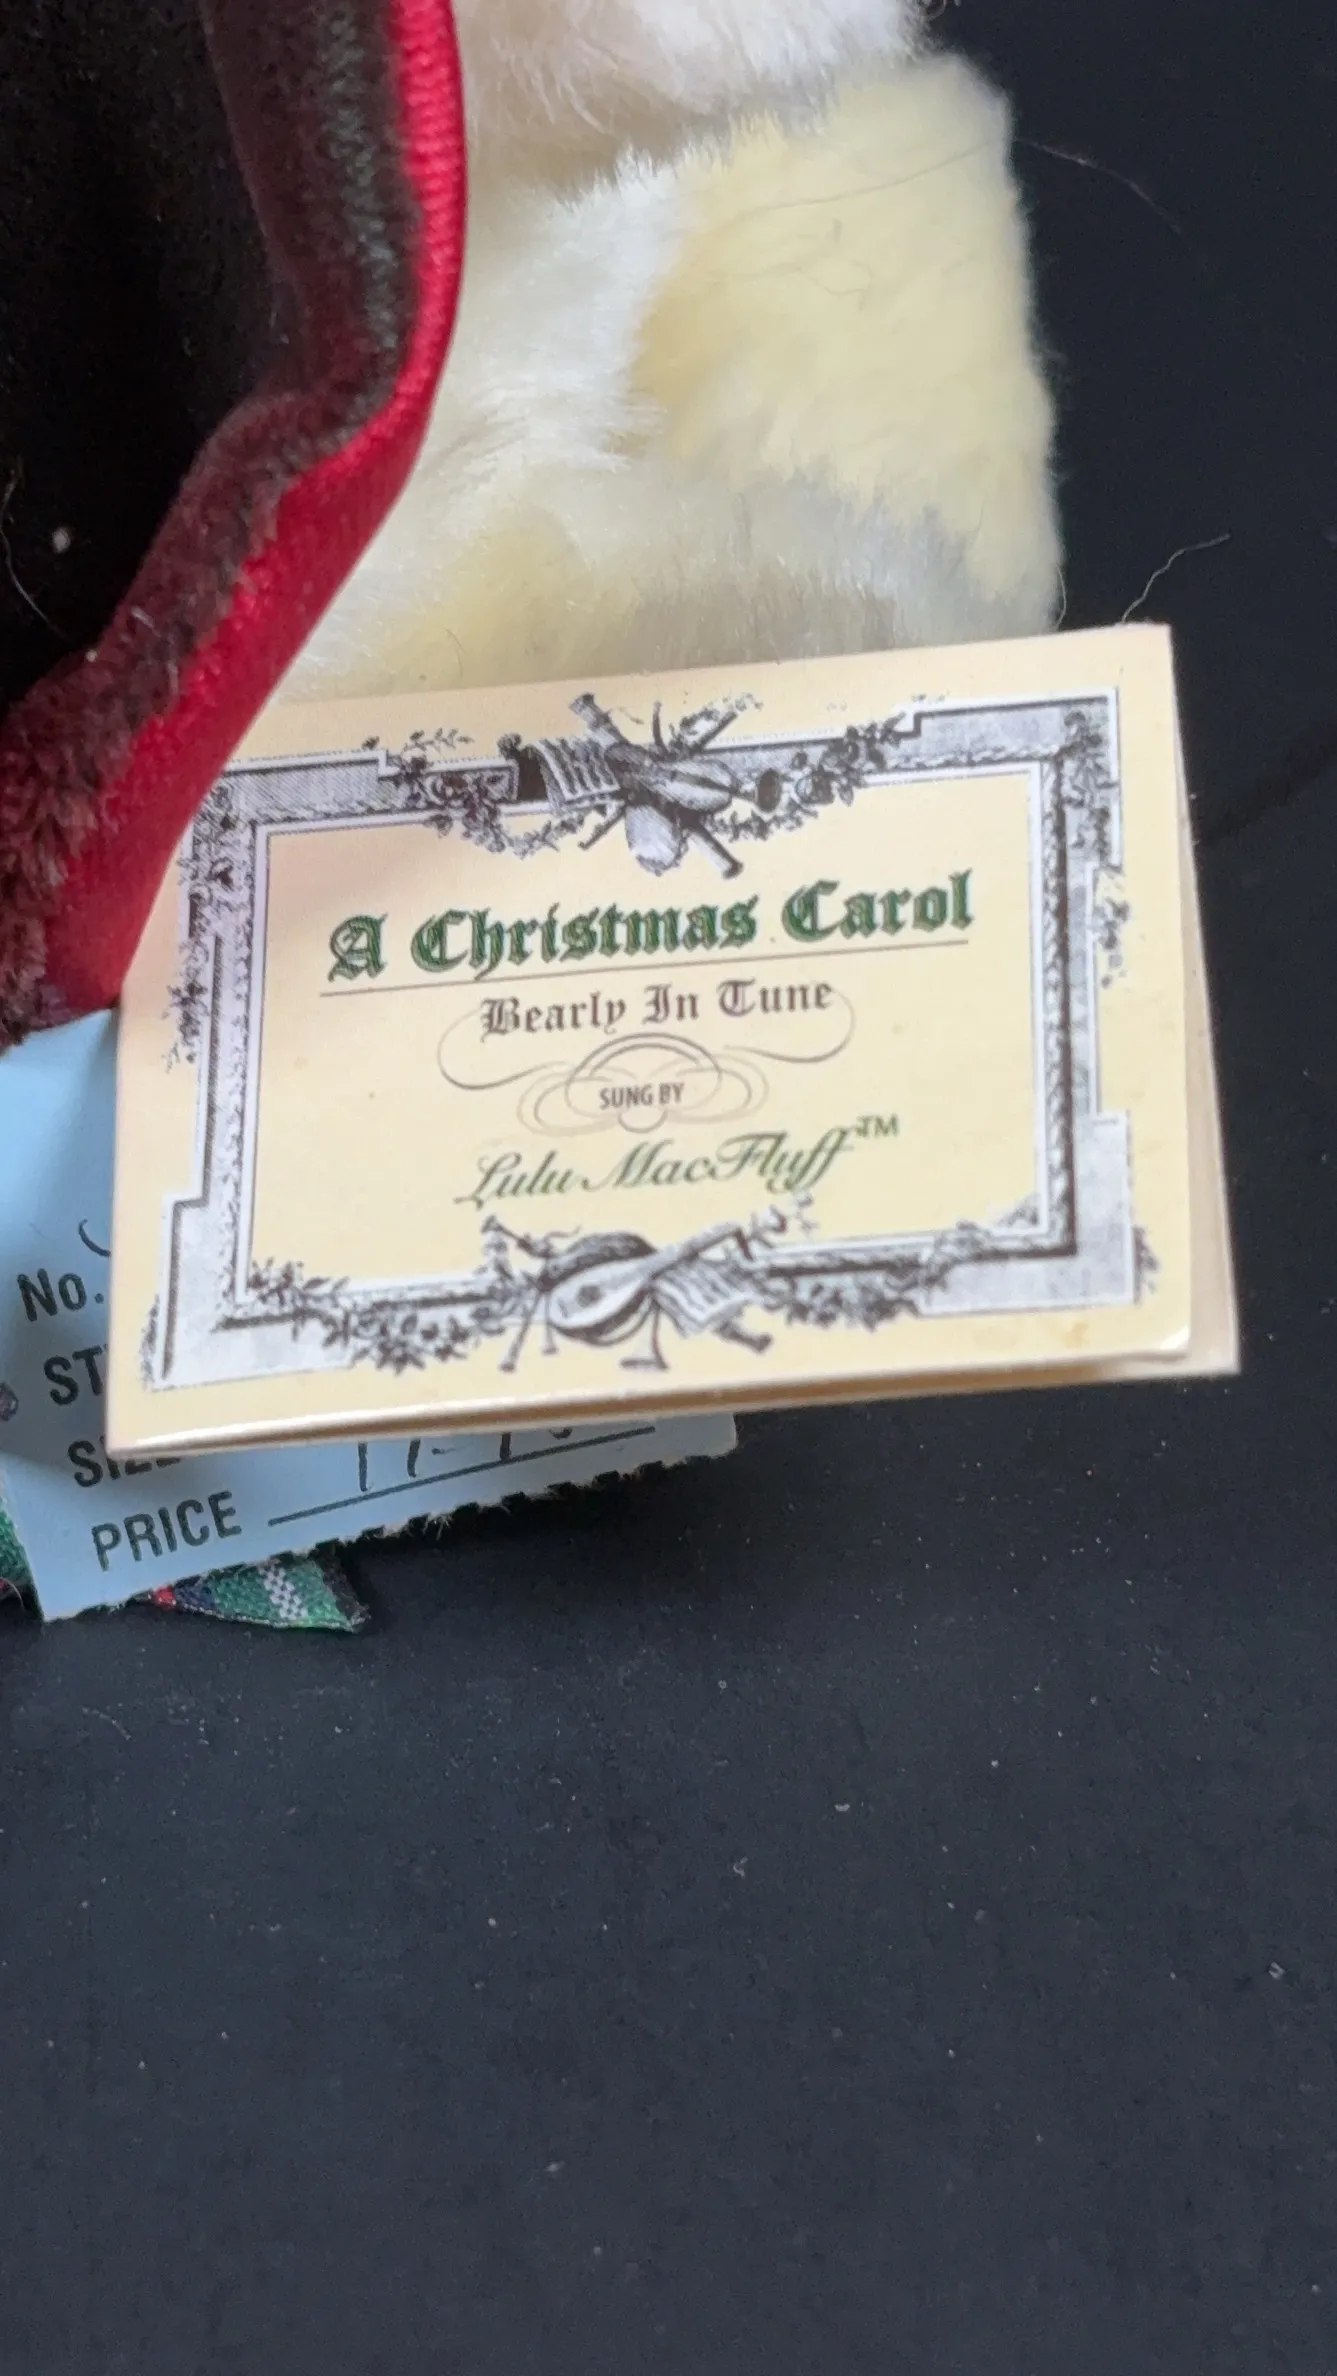 A Christmas Carol
Bearly In Tune
SUNG BY
Lulu MacFluff™
No.
PRICE